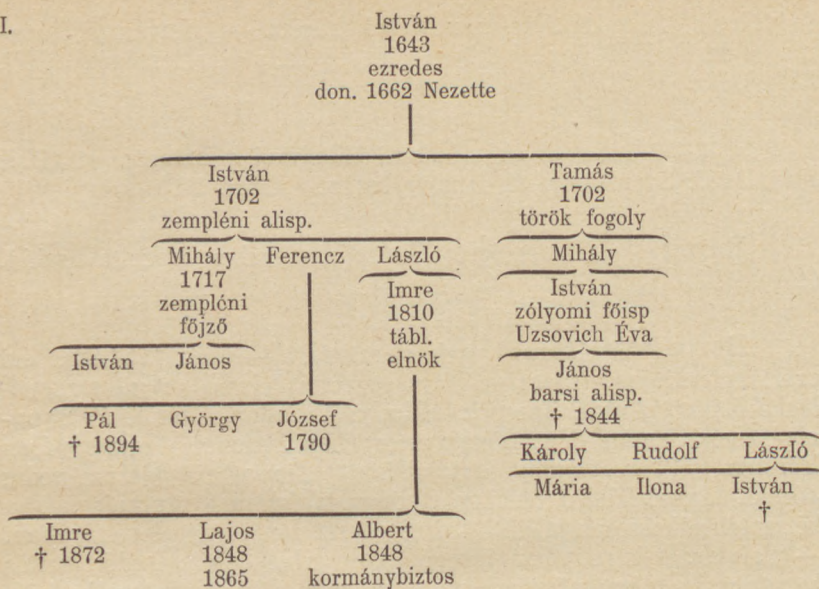 I.
István
1643
ezredes
don. 1662 Nezette
István Tamás
1702 1702
zempléni alisp. török fogoly
Mihály Ferencz László Mihály
1717
zempléni
főjző
Imre
1810
tábl.
elnök
István
zólyomi főisp
Uzsovich Éva
István János
János
barsi alisp.
† 1844
Pál György József
† 1894 1790
Károly Rudolf László
Mária Ilona István
†
Imre Lajos Albert
† 1872 1848 1848
1865 kormánybiztos